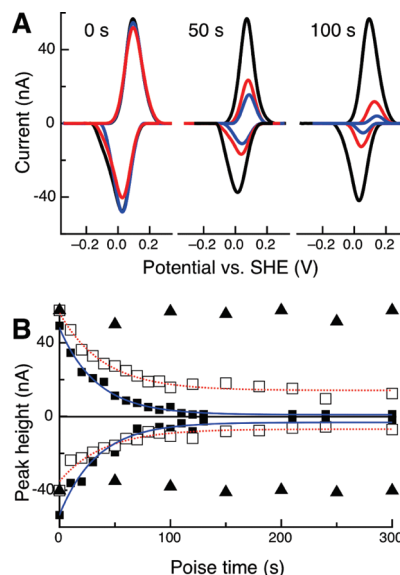 A
0 s
50 s
100 s
Current (nA)
40
0
-40
−0.2 0.0 0.2
−0.2 0.0 0.2
−0.2 0.0 0.2
Potential vs. SHE (V)
B
Peak height (nA)
40
0
-40
0 100 200 300
Poise time (s)